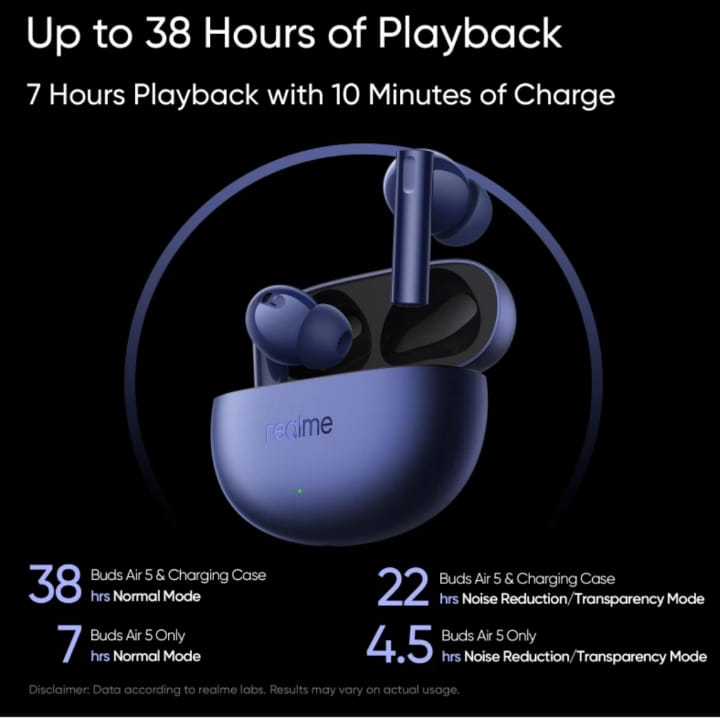 Up to 38 Hours of Playback
7 Hours Playback with 10 Minutes of Charge
realme
38 Buds Air 5 & Charging Case
hrs Normal Mode
22 Buds Air 5 & Charging Case
hrs Noise Reduction/Transparency Mode
7 Buds Air 5 Only
hrs Normal Mode
4.5 Buds Air 5 Only
hrs Noise Reduction/Transparency Mode
Disclaimer: Data according to realme labs. Results may vary on actual usage.